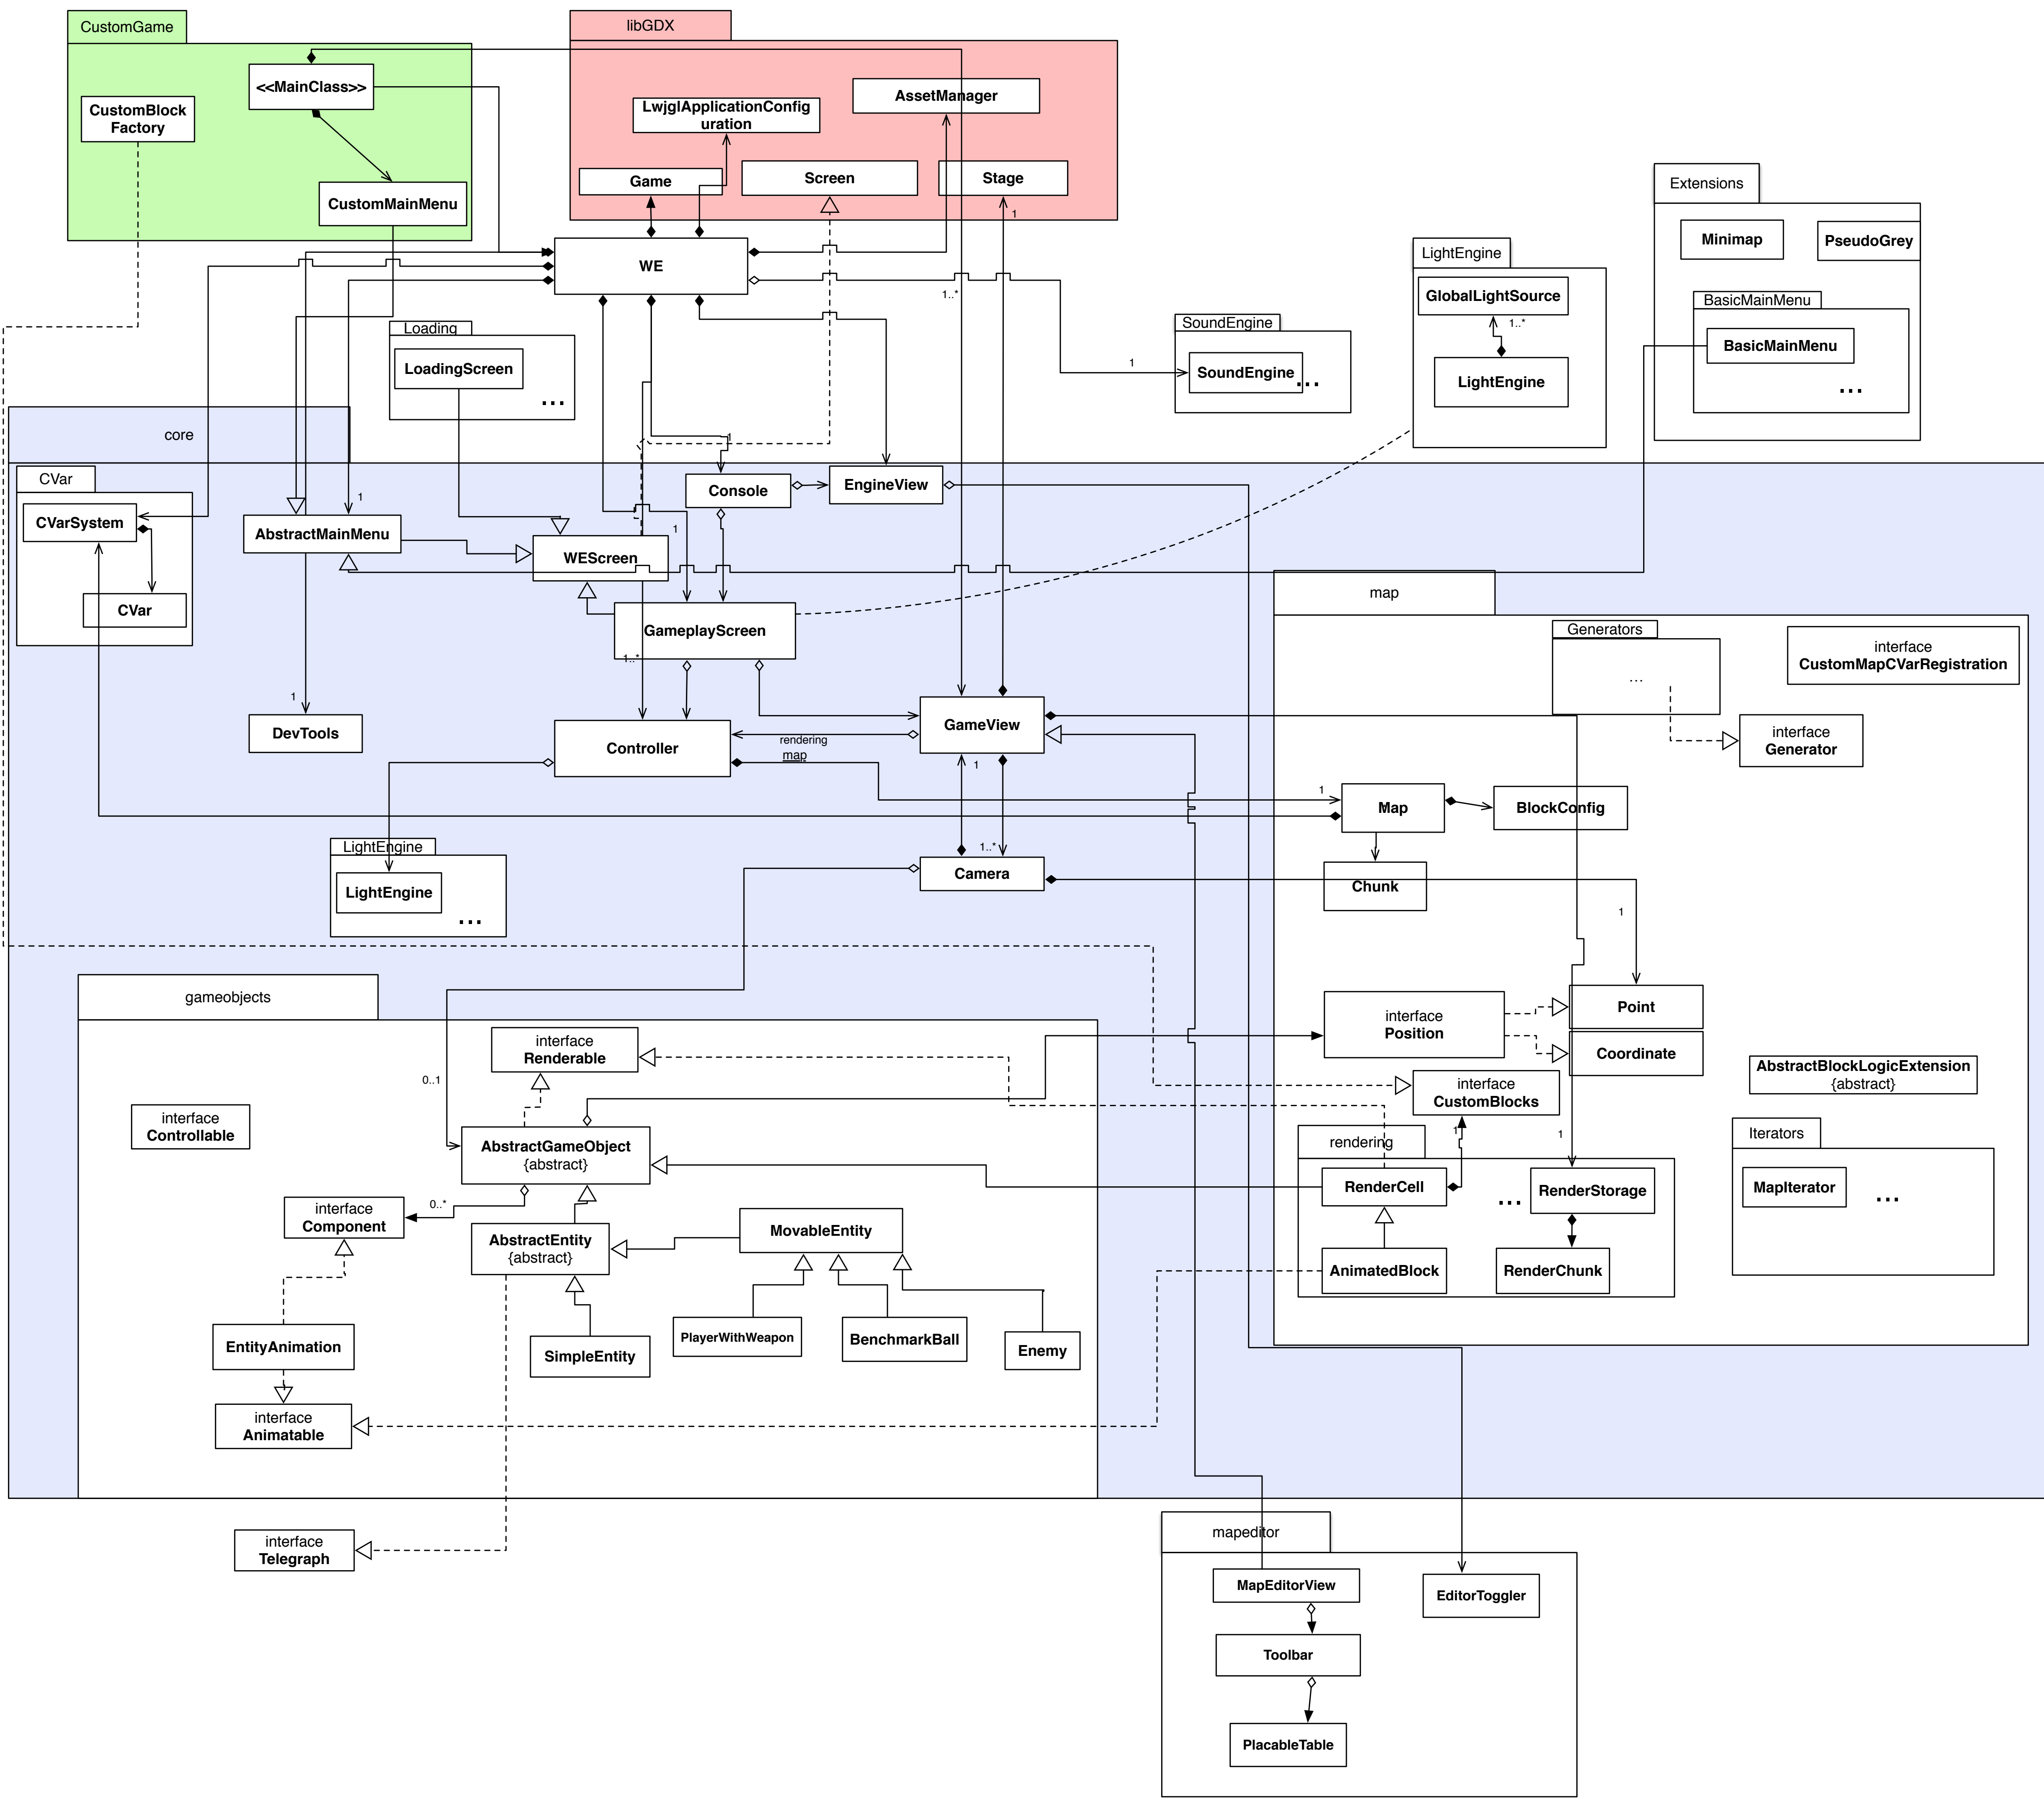 CustomGame
libGDX
<<MainClass>>
CustomBlock
Factory
CustomMainMenu
AssetManager
LwjglApplicationConfig
uration
Game
Screen
Stage
1
WE
1..*
Extensions
Minimap
PseudoGrey
BasicMainMenu
BasicMainMenu
...
LightEngine
GlobalLightSource
1..*
LightEngine
SoundEngine
SoundEngine
...
1
Loading
LoadingScreen
...
core
CVar
CVarSystem
CVar
1
AbstractMainMenu
1
Console
EngineView
WEScreen
1
GameplayScreen
1..*
1
DevTools
Controller
rendering
map
GameView
1
1..*
Camera
LightEngine
LightEngine
...
map
Generators
...
interface
CustomMapCVarRegistration
interface
Generator
1
Map
BlockConfig
Chunk
1
interface
Position
Point
Coordinate
interface
CustomBlocks
AbstractBlockLogicExtension
{abstract}
1
1
rendering
RenderCell
...
RenderStorage
AnimatedBlock
RenderChunk
Iterators
MapIterator
...
gameobjects
interface
Renderable
0..1
interface
Controllable
AbstractGameObject
{abstract}
0..*
interface
Component
AbstractEntity
{abstract}
MovableEntity
PlayerWithWeapon
BenchmarkBall
Enemy
SimpleEntity
EntityAnimation
interface
Animatable
interface
Telegraph
mapeditor
MapEditorView
EditorToggler
Toolbar
PlacableTable